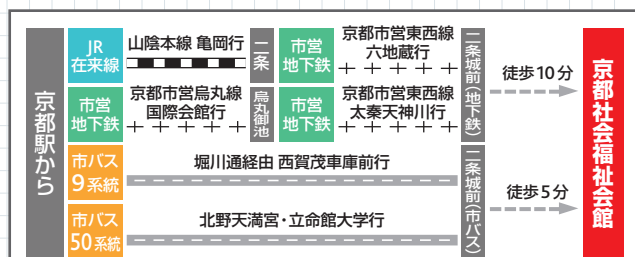 京都駅から
JR
在来線
山陰本線 亀岡行
二条
市営
地下鉄
京都市営東西線
六地蔵行
市営
地下鉄
京都市営烏丸線
国際会館行
烏丸御池
市営
地下鉄
京都市営東西線
太秦天神川行
二条城前(地下鉄)
徒歩10分
市バス
9系統
堀川通経由 西賀茂車庫前行
市バス
50系統
北野天満宮・立命館大学行
二条城前(市バス)
徒歩5分
京都社会福祉会館